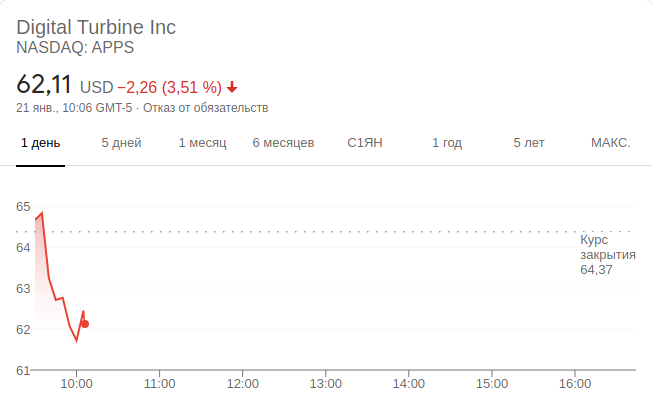 Digital Turbine Inc
NASDAQ: APPS
62,11 USD −2,26 (3,51 %)
21 янв., 10:06 GMT-5 · Отказ от обязательств
1 день 5 дней 1 месяц 6 месяцев С1ЯН 1 год 5 лет МАКС.
65
64
63
62
61
Курс
закрытия
64,37
10:00 11:00 12:00 13:00 14:00 15:00 16:00